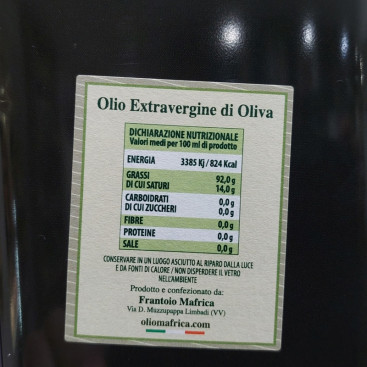 Olio Extravergine di Oliva
DICHIARAZIONE NUTRIZIONALE
Valori medi per 100 ml di prodotto
ENERGIA 3385 Kj / 824 Kcal
GRASSI 92,0 g
DI CUI SATURI 14,0 g
CARBOIDRATI 0,0 g
DI CUI ZUCCHERI 0,0 g
FIBRE 0,0 g
PROTEINE 0,0 g
SALE 0,0 g
CONSERVARE IN UN LUOGO ASCIUTTO AL RIPARO DALLA LUCE
E DA FONTI DI CALORE / NON DISPERDERE IL VETRO
NELL'AMBIENTE
Prodotto e confezionato da:
Frantoio Mafrica
Via D. Muzzupappa Limbadi (VV)
oliomafrica.com